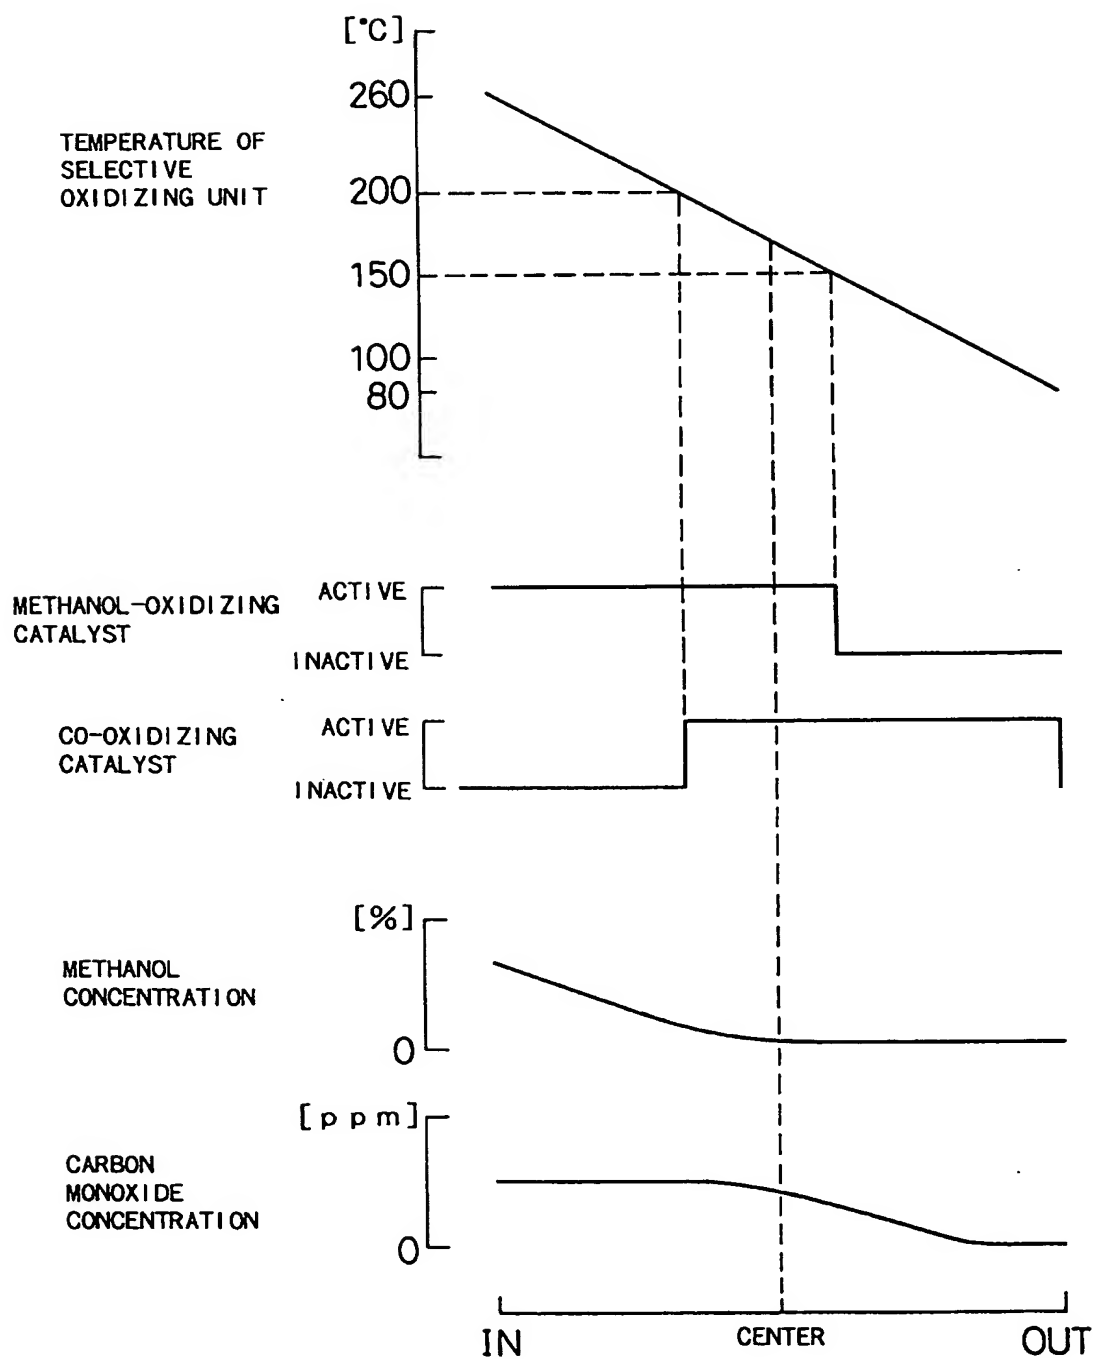 [°C]
260
TEMPERATURE OF
SELECTIVE
OXIDIZING UNIT
200
150
100
80
METHANOL-OXIDIZING
CATALYST
ACTIVE
INACTIVE
CO-OXIDIZING
CATALYST
ACTIVE
INACTIVE
[%]
METHANOL
CONCENTRATION
0
[ppm]
CARBON
MONOXIDE
CONCENTRATION
0
IN
CENTER
OUT